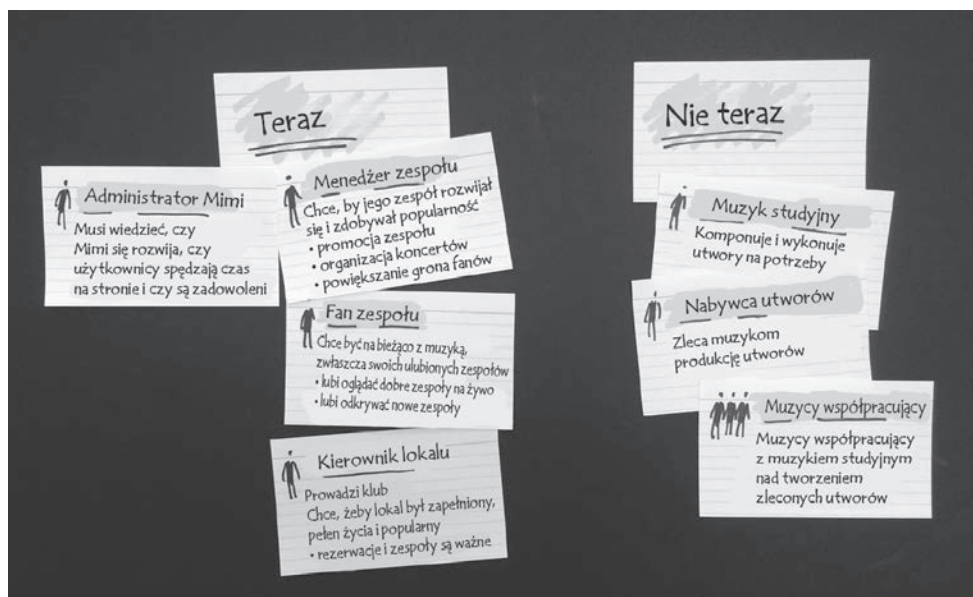 Teraz
Administrator Mimi
Musi wiedzieć, czy
Mimi się rozwija, czy
użytkownicy spędzają czas
na stronie i czy są zadowoleni
Menedżer zespołu
Chce, by jego zespół rozwijał
się i zdobywał popularność
• promocja zespołu
• organizacja koncertów
• powiększanie grona fanów
Fan zespołu
Chce być na bieżąco z muzyką,
zwłaszcza swoich ulubionych zespołów
• lubi oglądać dobre zespoły na żywo
• lubi odkrywać nowe zespoły
Kierownik lokalu
Prowadzi klub
Chce, żeby lokal był zapełniony,
pełen życia i popularny
• rezerwacje i zespoły są ważne
Nie teraz
Muzyk studyjny
Komponuje i wykonuje
utwory na potrzeby
Nabywca utworów
Zleca muzykom
produkcję utworów
Muzycy współpracujący
Muzycy współpracujący
z muzykiem studyjnym
nad tworzeniem
zleconych utworów